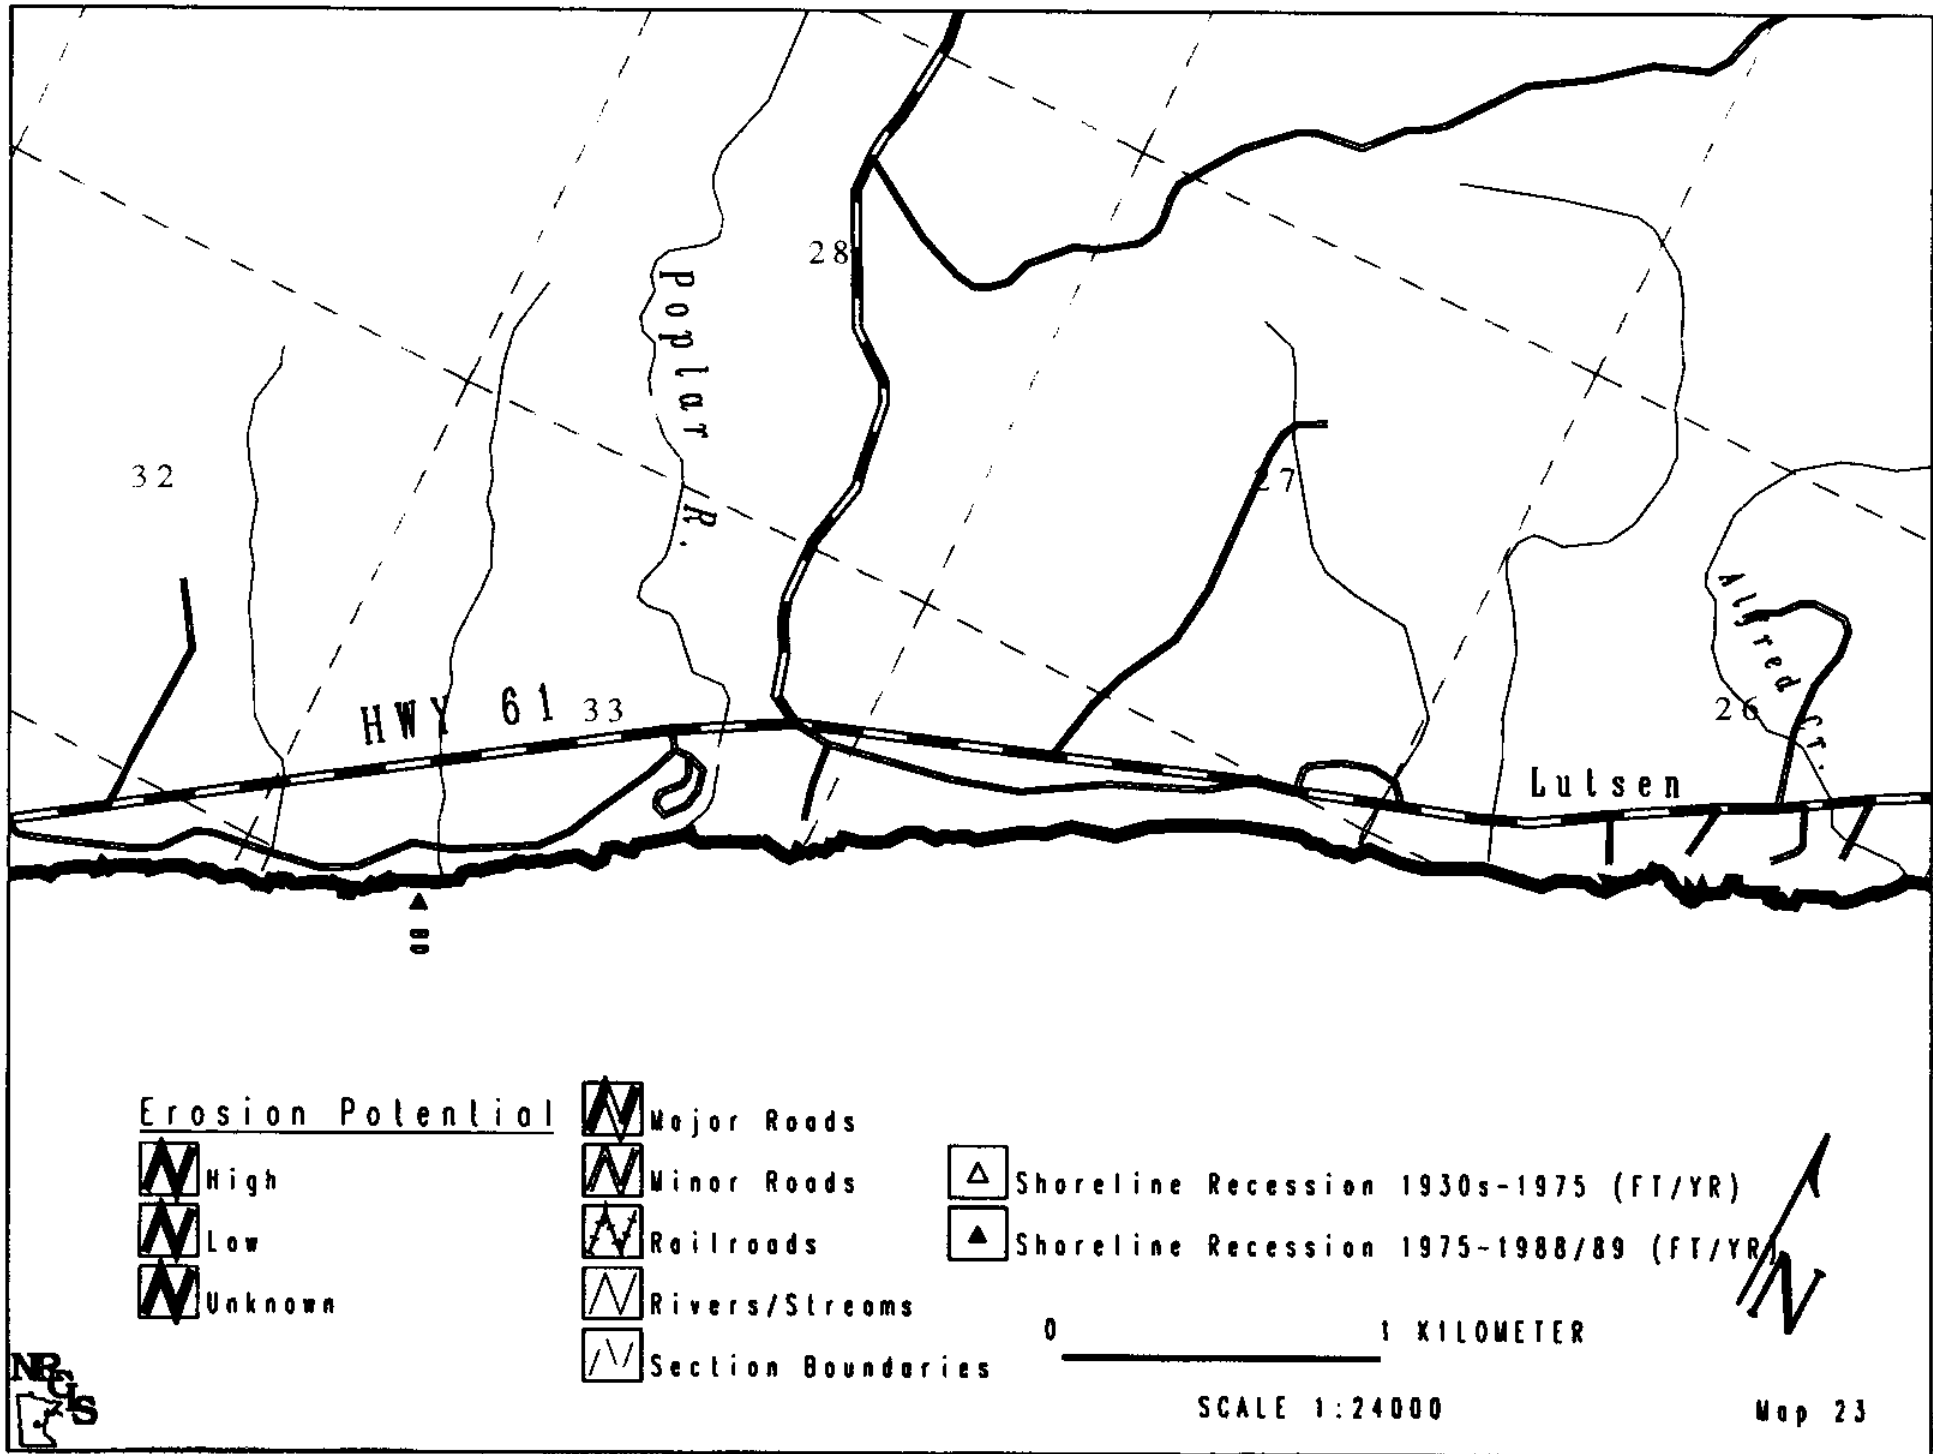 28
Poplar R.
32
27
HWY 61
33
26
Alfred Cr.
Lutsen
Erosion Potential
High
Low
Unknown
Major Roads
Minor Roads
Railroads
Rivers/Streams
Section Boundaries
Shoreline Recession 1930s-1975 (FT/YR)
Shoreline Recession 1975-1988/89 (FT/YR)
N
0 1 KILOMETER
SCALE 1:24000
Map 23